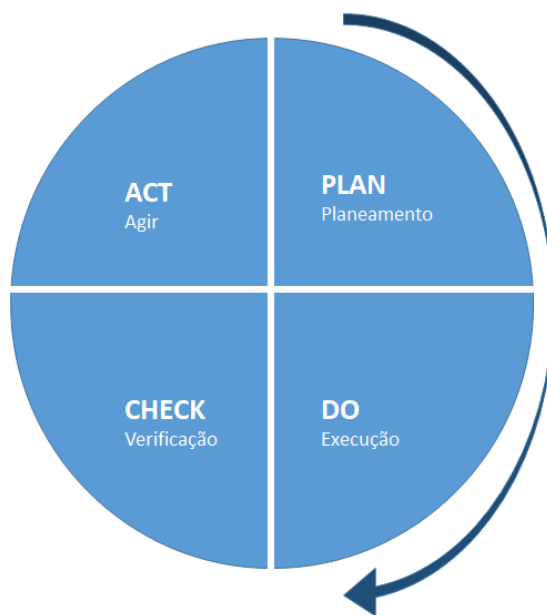 ACT
Agir
PLAN
Planeamento
CHECK
Verificação
DO
Execução